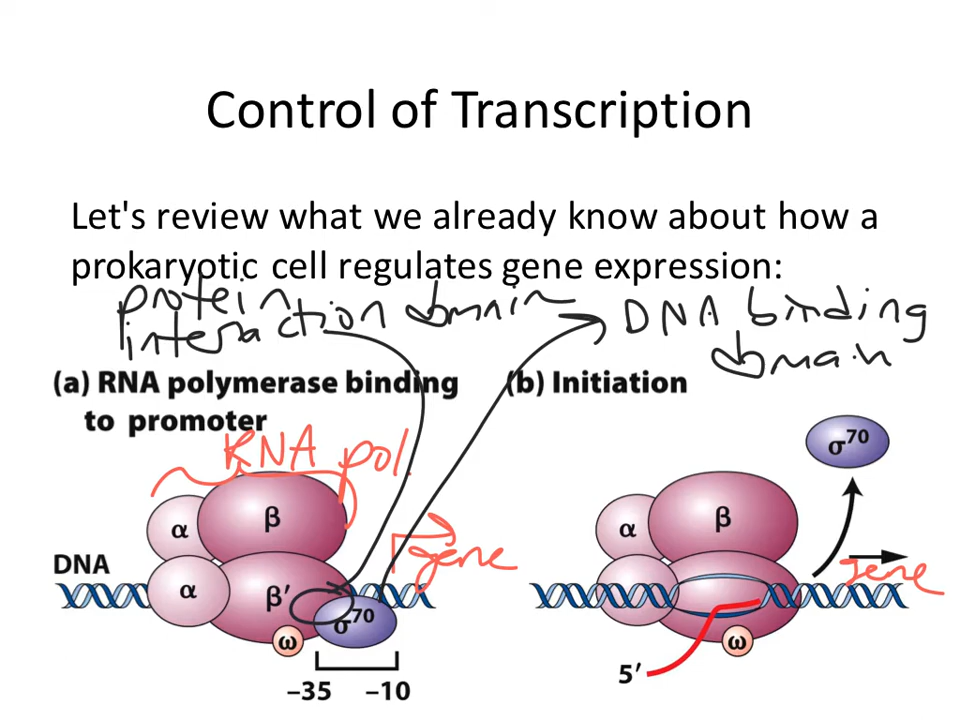 Control of Transcription
Let's review what we already know about how a
prokaryotic cell regulates gene expression:
protein
interaction domain
DNA binding
domain
(a) RNA polymerase binding
to promoter
(b) Initiation
RNA pol.
α
β
DNA
α
β′
σ70
ω
gene
–35
–10
σ70
α
β
gene
ω
5′